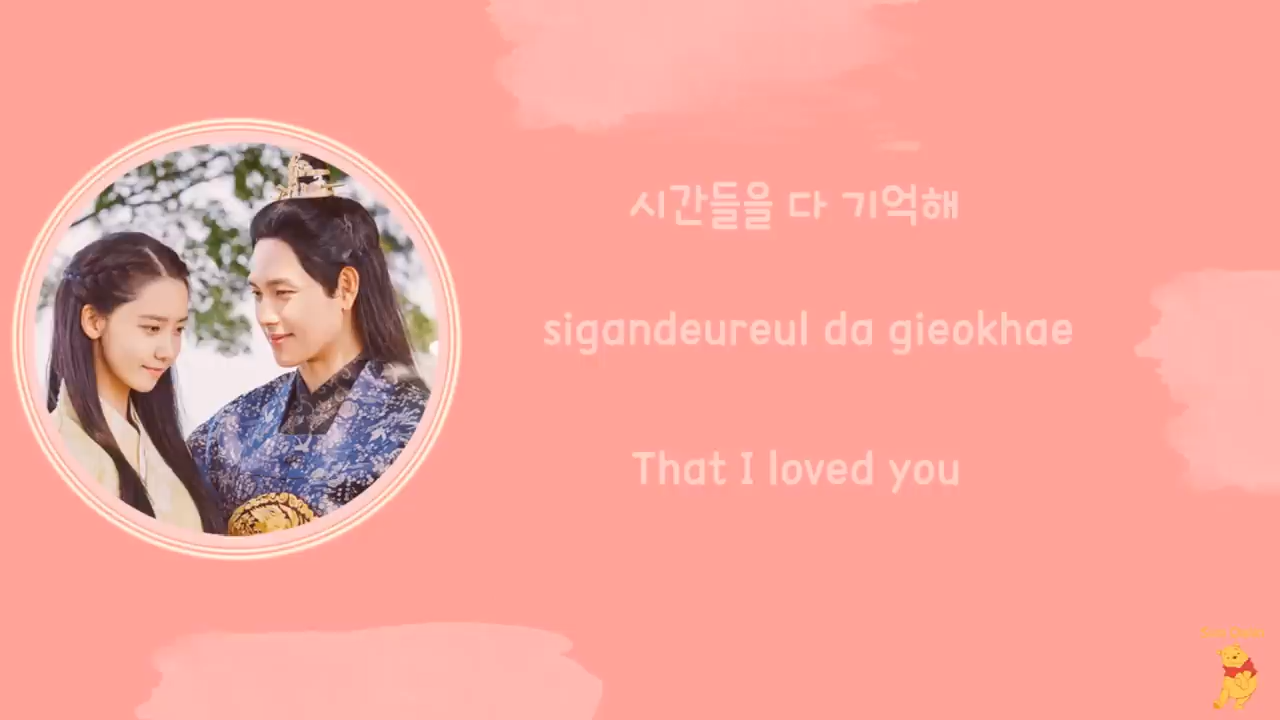 시간들을 다 기억해
sigandeureul da gieokhae
That I loved you